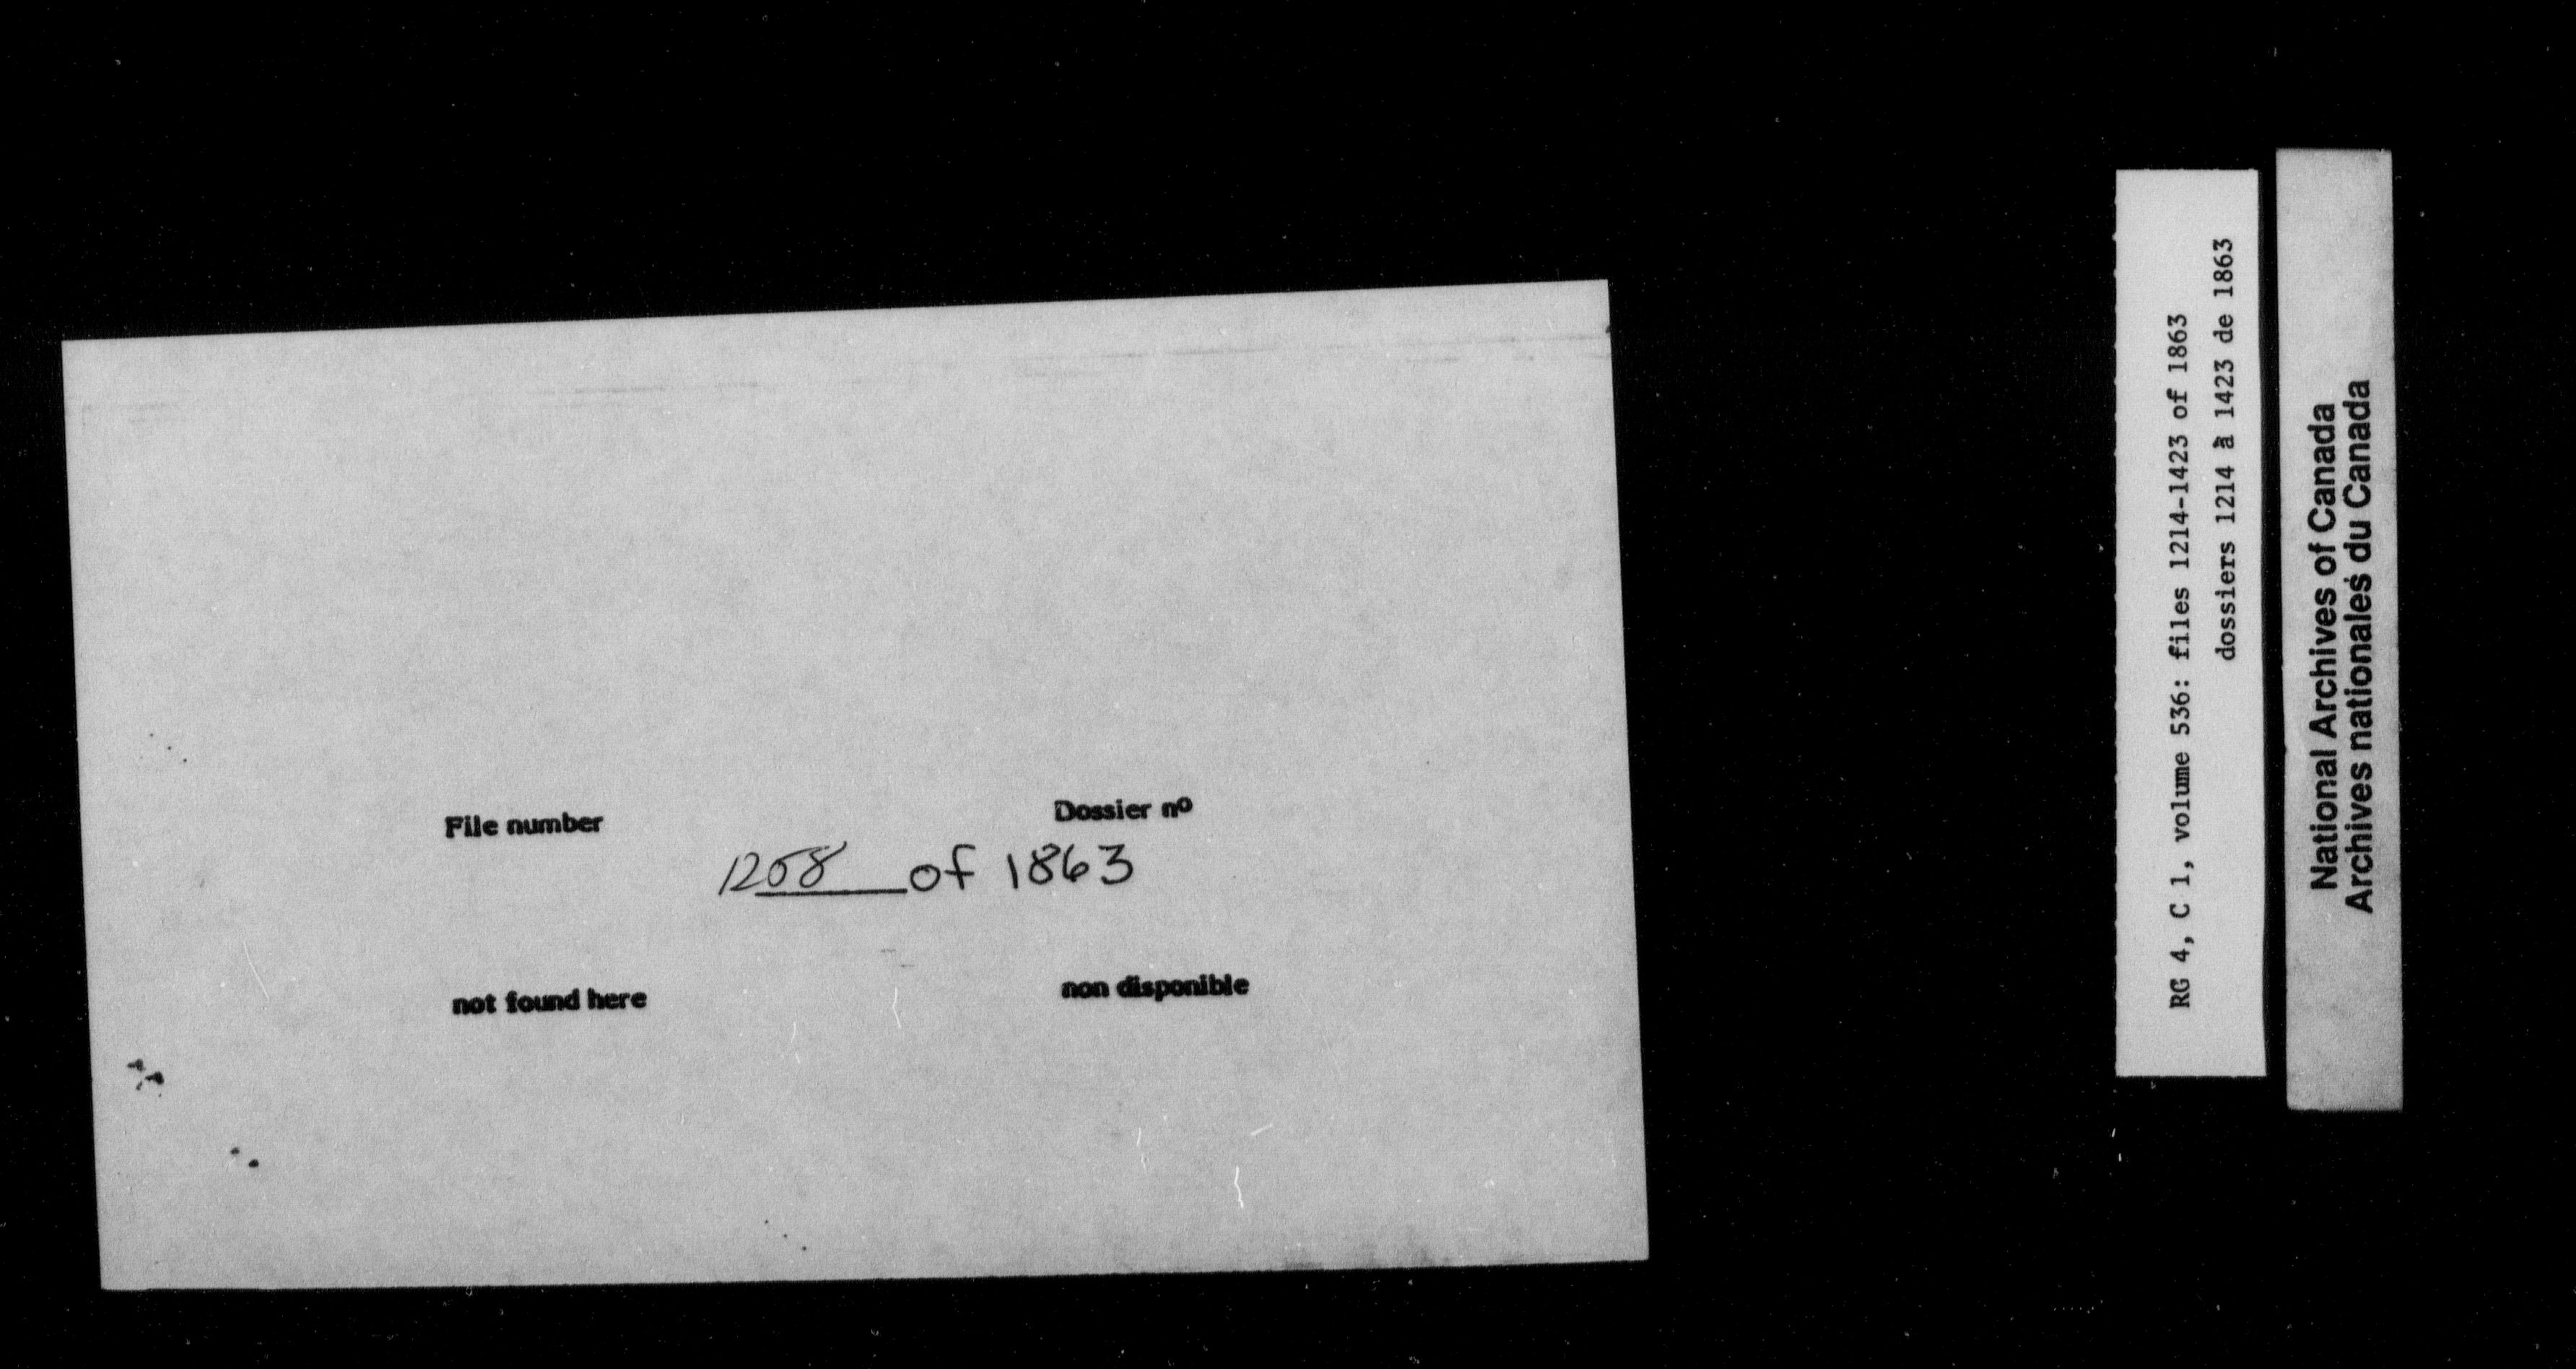 File number
Dossier nº
1258 of 1863
not found here
non disponible
RG 4, C 1, volume 536: files 1214-1423 of 1863
dossiers 1214 à 1423 de 1863
National Archives of Canada
Archives nationales du Canada